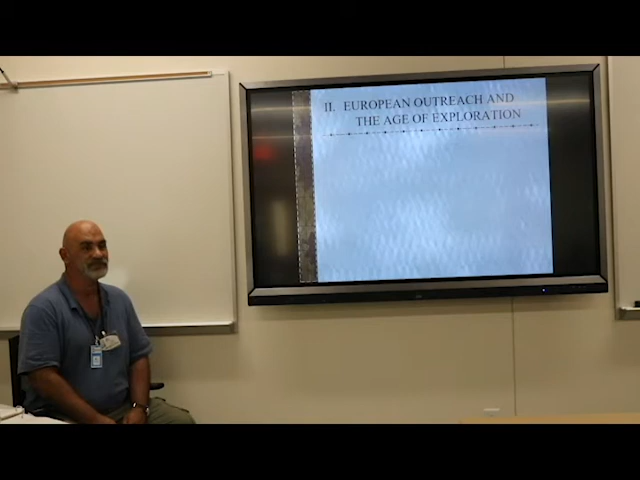 II. EUROPEAN OUTREACH AND
THE AGE OF EXPLORATION